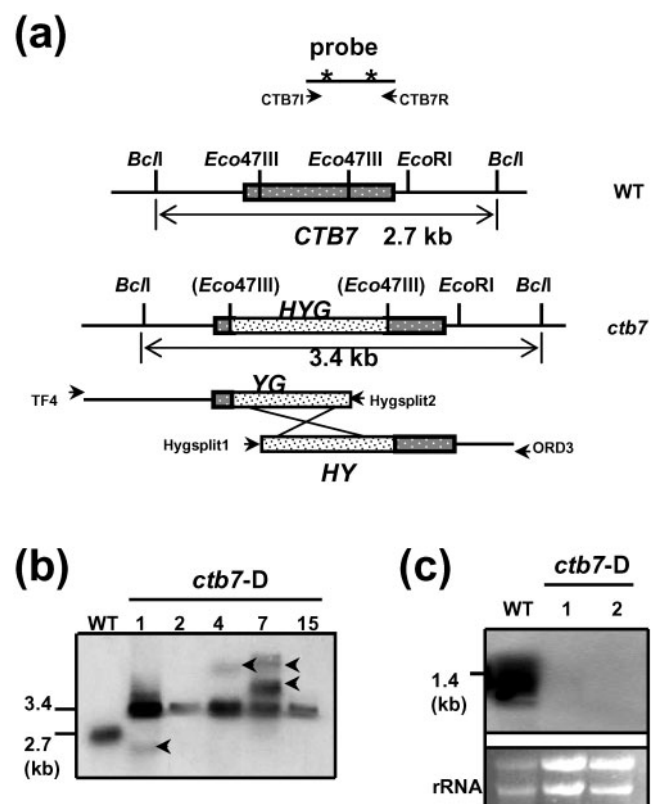 (a)
probe
* *
CTB7I CTB7R
BclI Eco47III Eco47III EcoRI BclI
WT
CTB7 2.7 kb
BclI (Eco47III) (Eco47III) EcoRI BclI
HYG
ctb7
3.4 kb
YG
TF4 Hygsplit2
Hygsplit1 ORD3
HY
(b)
ctb7-D
WT 1 2 4 7 15
3.4
2.7
(kb)
(c)
ctb7-D
WT 1 2
1.4
(kb)
rRNA